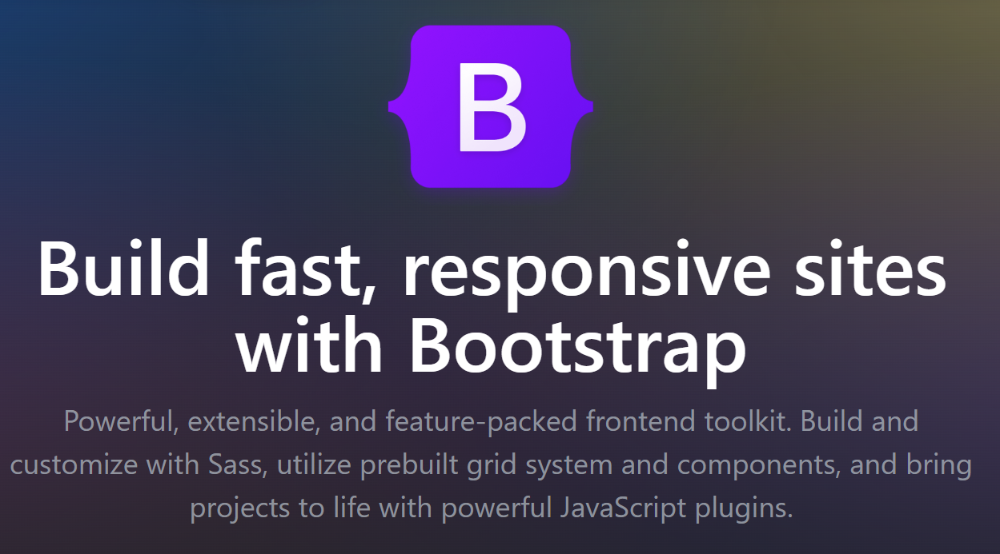 B
Build fast, responsive sites
with Bootstrap
Powerful, extensible, and feature-packed frontend toolkit. Build and
customize with Sass, utilize prebuilt grid system and components, and bring
projects to life with powerful JavaScript plugins.